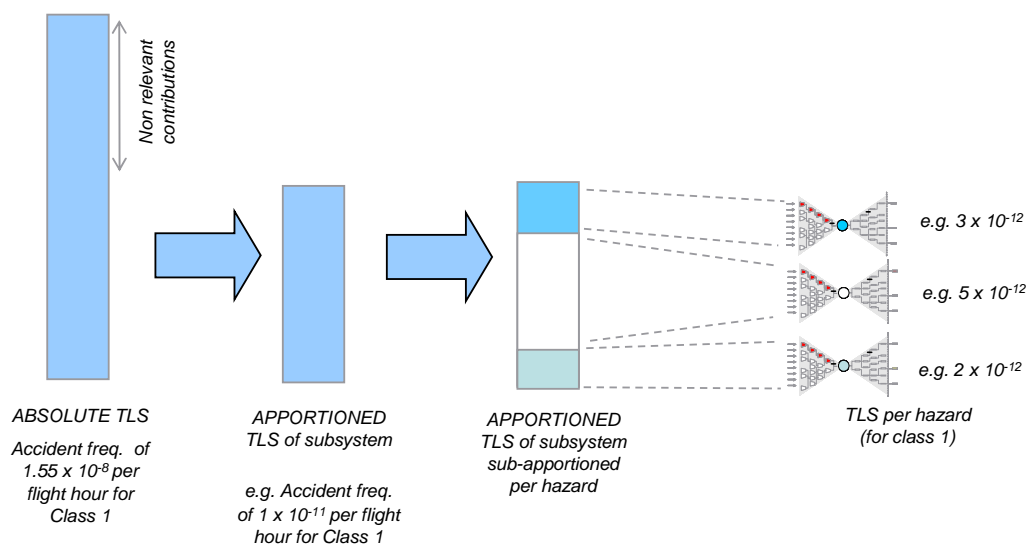 Non relevant
contributions
e.g. 3 x 10-12
e.g. 5 x 10-12
e.g. 2 x 10-12
ABSOLUTE TLS
Accident freq. of
1.55 x 10-8 per
flight hour for
Class 1
APPORTIONED
TLS of subsystem
e.g. Accident freq.
of 1 x 10-11 per flight
hour for Class 1
APPORTIONED
TLS of subsystem
sub-apportioned
per hazard
TLS per hazard
(for class 1)